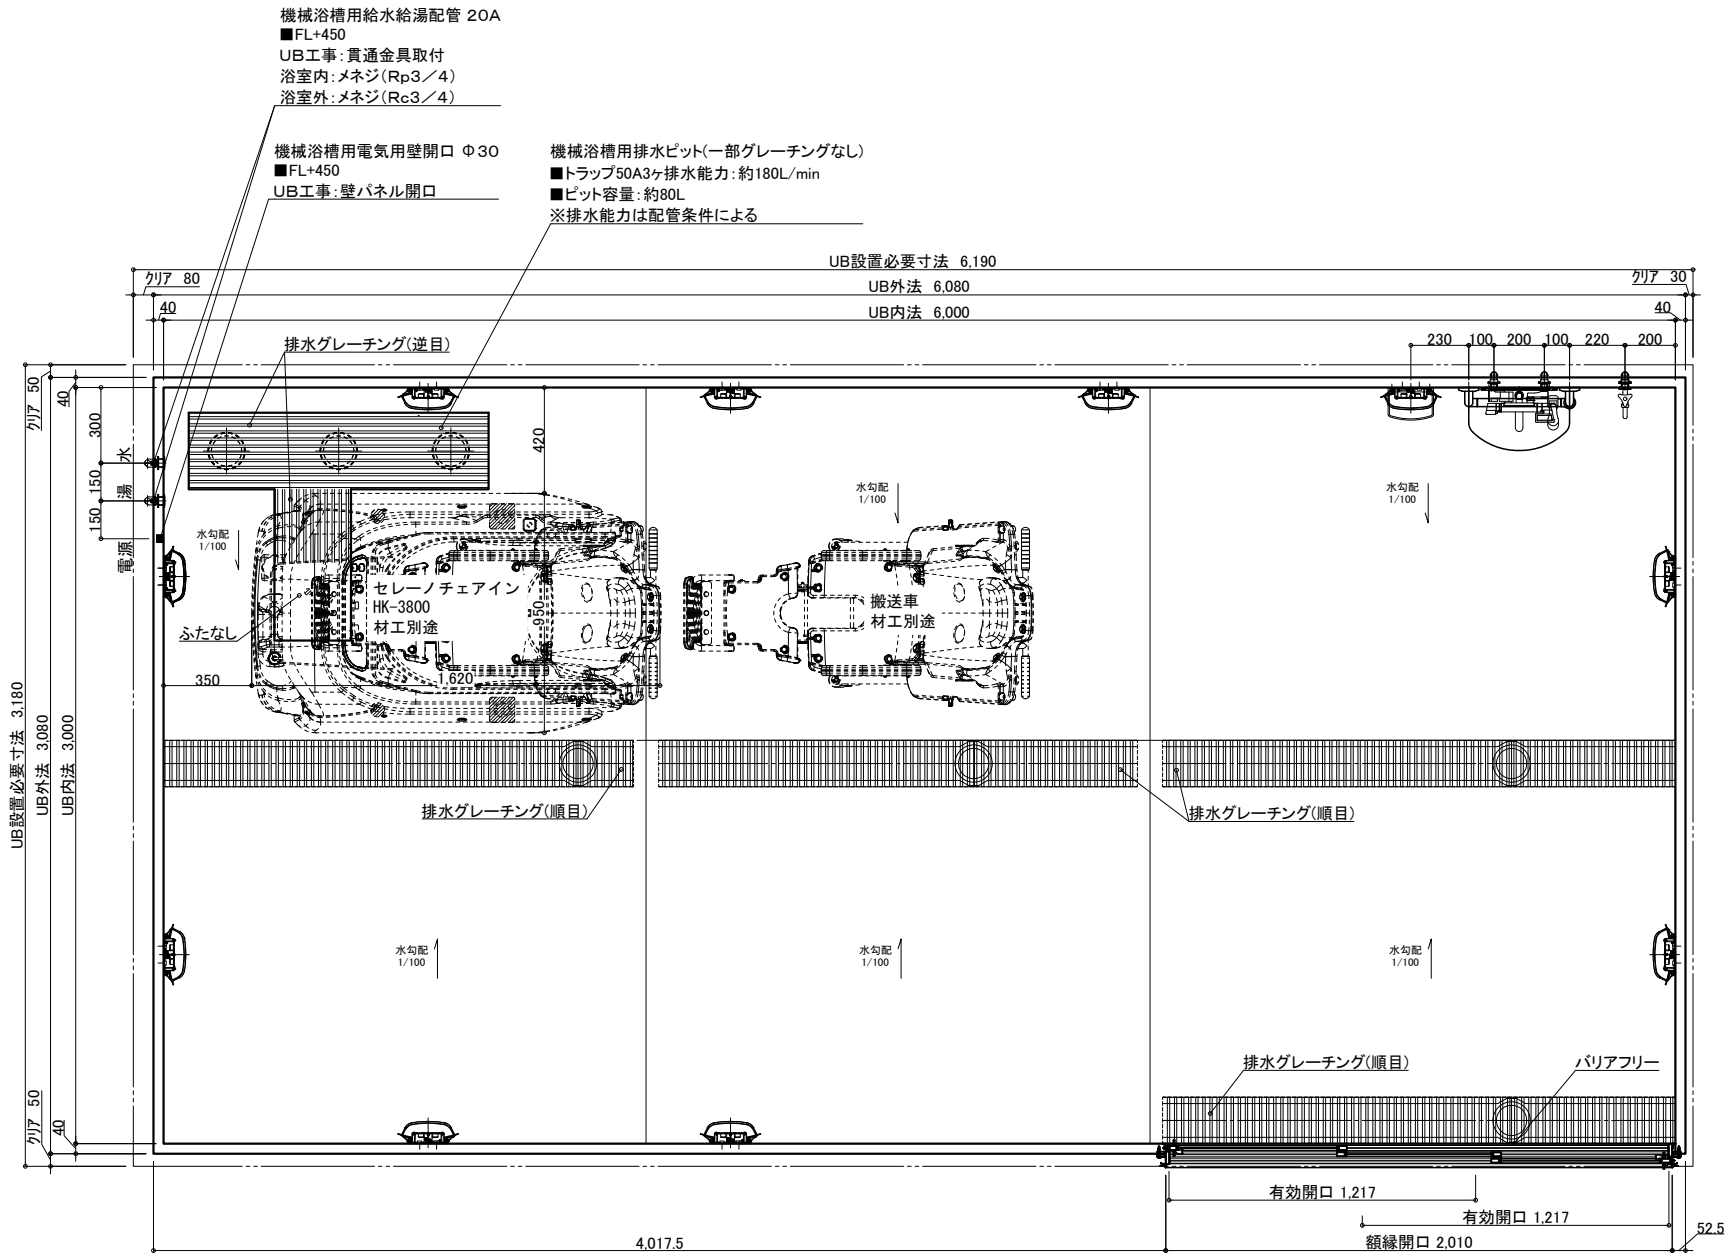 機械浴槽用給水給湯配管 20A
■FL+450
UB工事：貫通金具取付
浴室内：メネジ（Rp3／4）
浴室外：メネジ（Rc3／4）
機械浴槽用電気用壁開口 Φ30
■FL+450
UB工事：壁パネル開口
機械浴槽用排水ピット(一部グレーチングなし)
■トラップ50A3ヶ排水能力：約180L/min
■ピット容量：約80L
※排水能力は配管条件による
UB設置必要寸法 6,190
クリア 80
UB外法 6,080
クリア 30
40
UB内法 6,000
40
230
100
200
100
220
200
排水グレーチング(逆目)
クリア 50
40
300
水
150
湯
150
電源
420
水勾配
1/100
水勾配
1/100
水勾配
1/100
セレーノチェアイン
HK-3800
材工別途
950
搬送車
材工別途
ふたなし
350
1,620
UB設置必要寸法 3,180
UB外法 3,080
UB内法 3,000
排水グレーチング(順目)
排水グレーチング(順目)
水勾配
1/100
水勾配
1/100
水勾配
1/100
排水グレーチング(順目)
バリアフリー
クリア 50
40
有効開口 1,217
有効開口 1,217
4,017.5
額縁開口 2,010
52.5